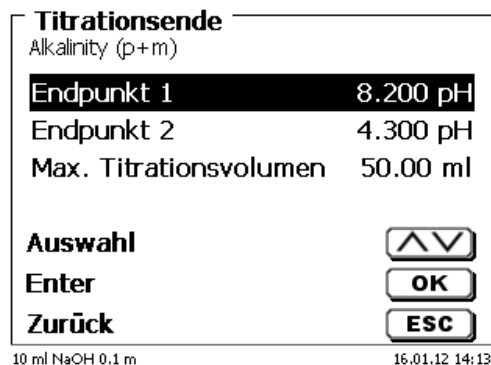 Titrationsende
Alkalinity (p+m)
Endpunkt 1 8.200 pH
Endpunkt 2 4.300 pH
Max. Titrationsvolumen 50.00 ml
Auswahl
Enter OK
Zurück ESC
10 ml NaOH 0.1 m 16.01.12 14:13